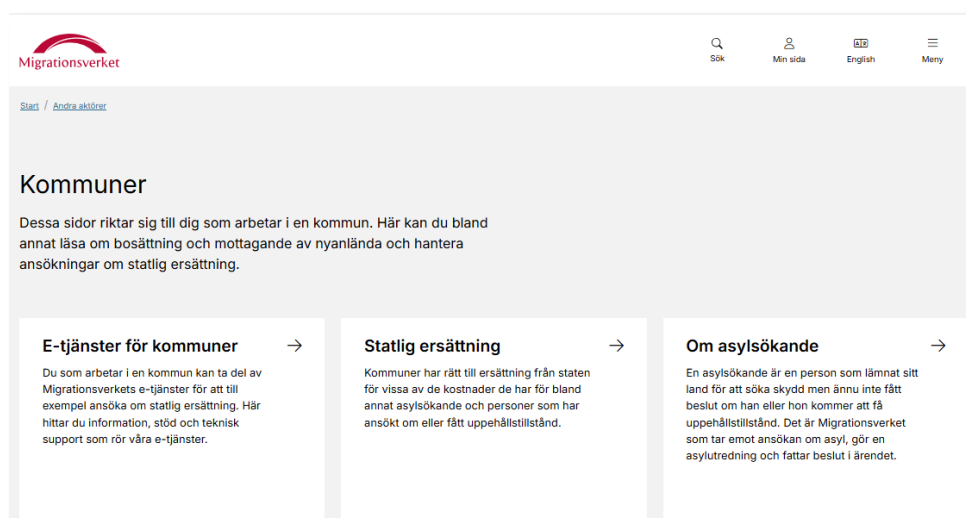 Migrationsverket
Sök
Min sida
English
Meny
Start / Andra aktörer
Kommuner
Dessa sidor riktar sig till dig som arbetar i en kommun. Här kan du bland
annat läsa om bosättning och mottagande av nyanlända och hantera
ansökningar om statlig ersättning.
E-tjänster för kommuner →
Du som arbetar i en kommun kan ta del av
Migrationsverkets e-tjänster för att till
exempel ansöka om statlig ersättning. Här
hittar du information, stöd och teknisk
support som rör våra e-tjänster.
Statlig ersättning →
Kommuner har rätt till ersättning från staten
för vissa av de kostnader de har för bland
annat asylsökande och personer som har
ansökt om eller fått uppehållstillstånd.
Om asylsökande →
En asylsökande är en person som lämnat sitt
land för att söka skydd men ännu inte fått
beslut om han eller hon kommer att få
uppehållstillstånd. Det är Migrationsverket
som tar emot ansökan om asyl, gör en
asylutredning och fattar beslut i ärendet.